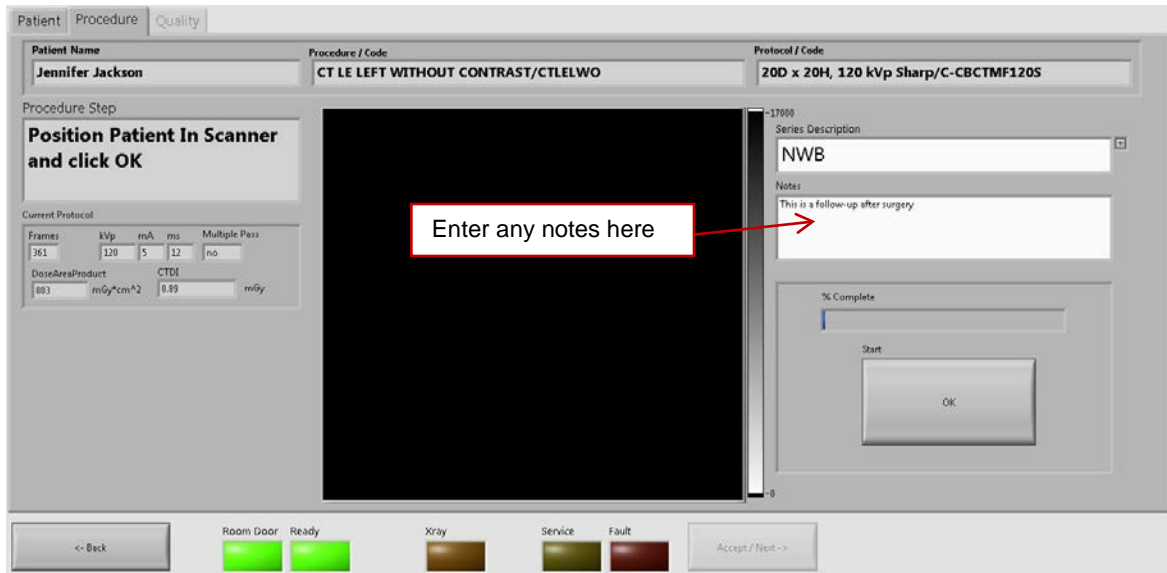 Patient Procedure Quality
Patient Name
Jennifer Jackson
Procedure / Code
CT LE LEFT WITHOUT CONTRAST/CTLELWO
Protocol / Code
20D x 20H, 120 kVp Sharp/C-CBCTMF120S
Procedure Step
Position Patient In Scanner
and click OK
Current Protocol
Frames kVp mA ms Multiple Pass
361 120 5 12 no
DoseAreaProduct CTDI
803 mGy*cm^2 0.89 mGy
Enter any notes here
-17000
-0
Series Description
NWB
Notes
This is a follow-up after surgery
% Complete
Start
OK
<- Back
Room Door Ready Xray Service Fault
Accept / Next ->